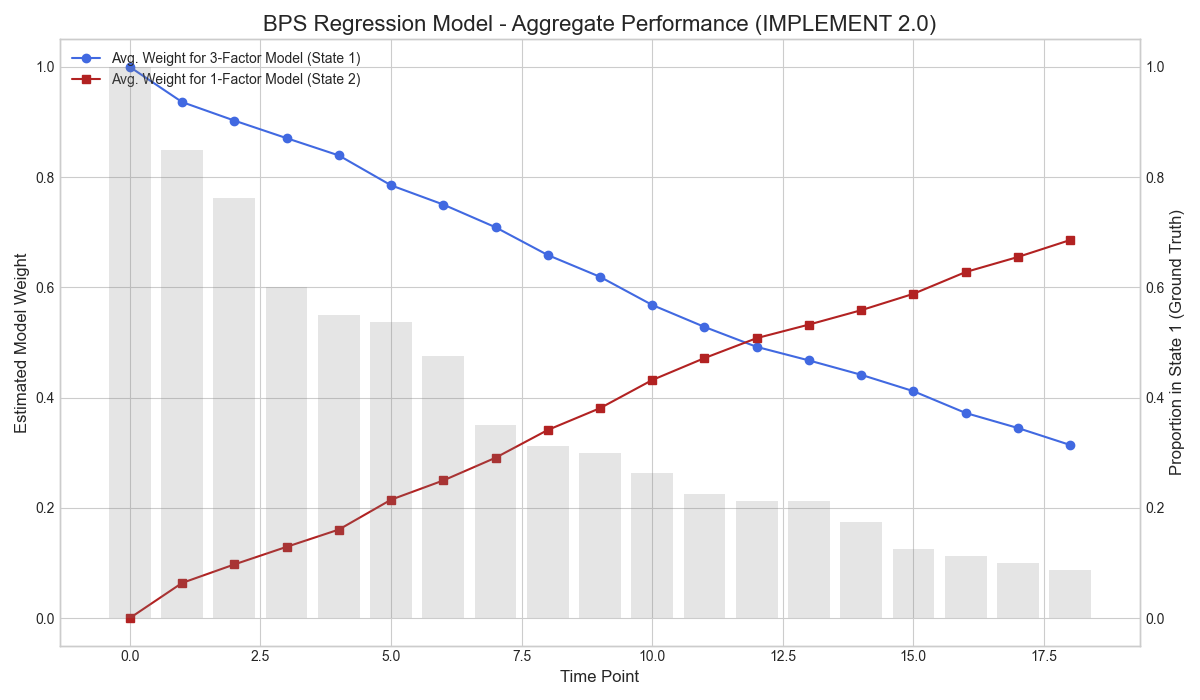 BPS Regression Model - Aggregate Performance (IMPLEMENT 2.0)
Avg. Weight for 3-Factor Model (State 1)
Avg. Weight for 1-Factor Model (State 2)
Estimated Model Weight
1.0
0.8
0.6
0.4
0.2
0.0
1.0
0.8
0.6
0.4
0.2
0.0
Proportion in State 1 (Ground Truth)
0.0 2.5 5.0 7.5 10.0 12.5 15.0 17.5
Time Point